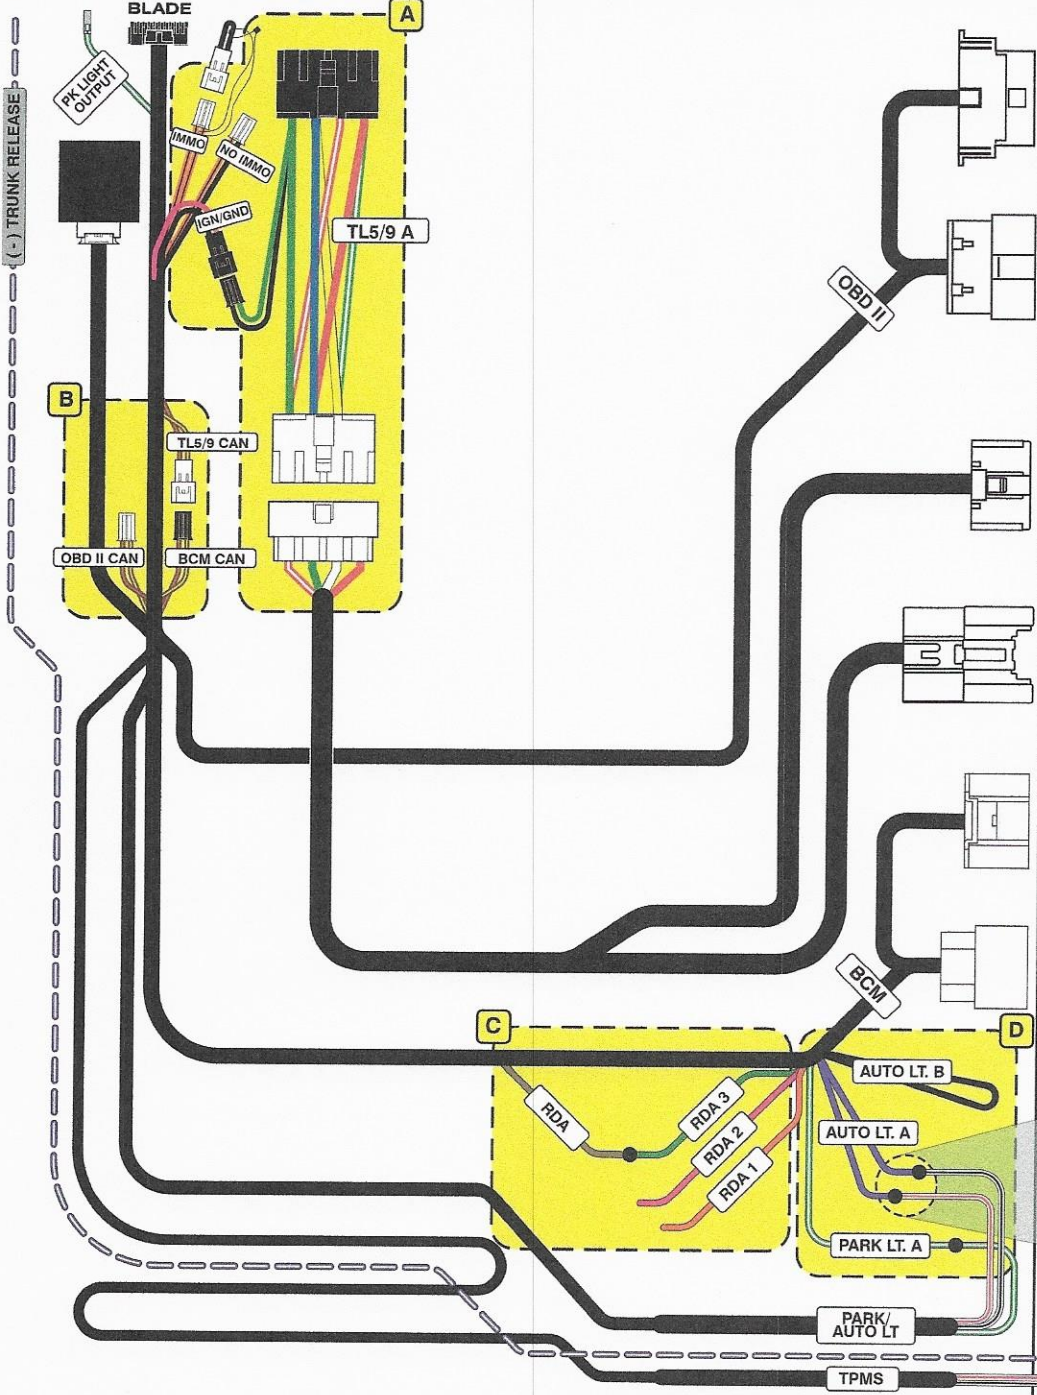 BLADE
A
PK LIGHT
OUTPUT
(-) TRUNK RELEASE
IMMO
NO IMMO
IGN/GND
TL5/9 A
OBD II
B
TL5/9 CAN
OBD II CAN
BCM CAN
BCM
C
D
RDA
RDA 3
RDA 2
RDA 1
AUTO LT. B
AUTO LT. A
PARK LT. A
PARK/
AUTO LT
TPMS